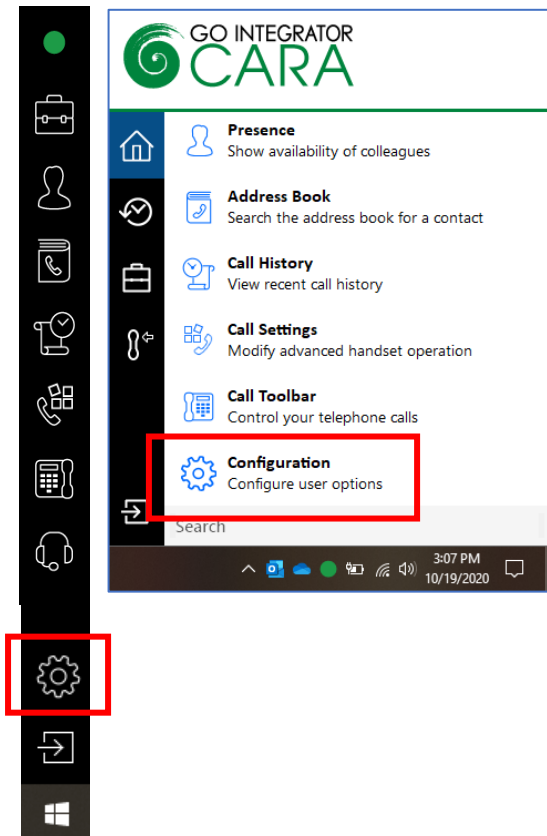 GO INTEGRATOR
CARA
Presence
Show availability of colleagues
Address Book
Search the address book for a contact
Call History
View recent call history
Call Settings
Modify advanced handset operation
Call Toolbar
Control your telephone calls
Configuration
Configure user options
Search
3:07 PM
10/19/2020